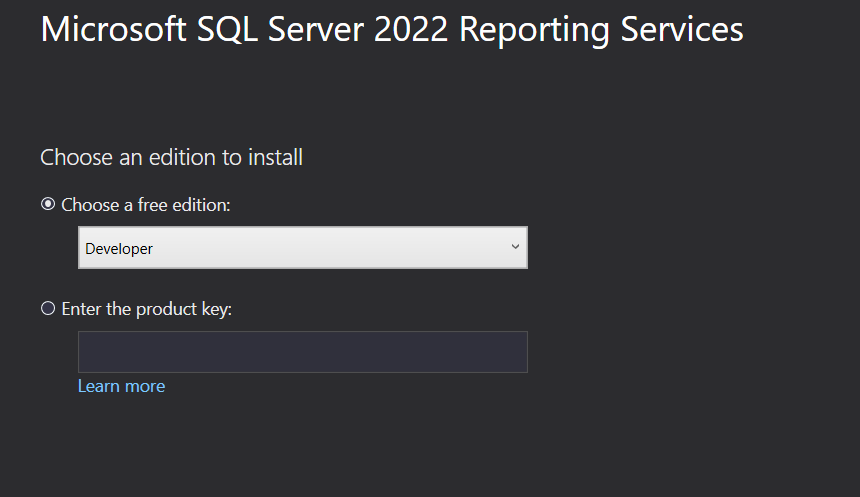 Microsoft SQL Server 2022 Reporting Services
Choose an edition to install
Choose a free edition:
Developer
Enter the product key:
Learn more